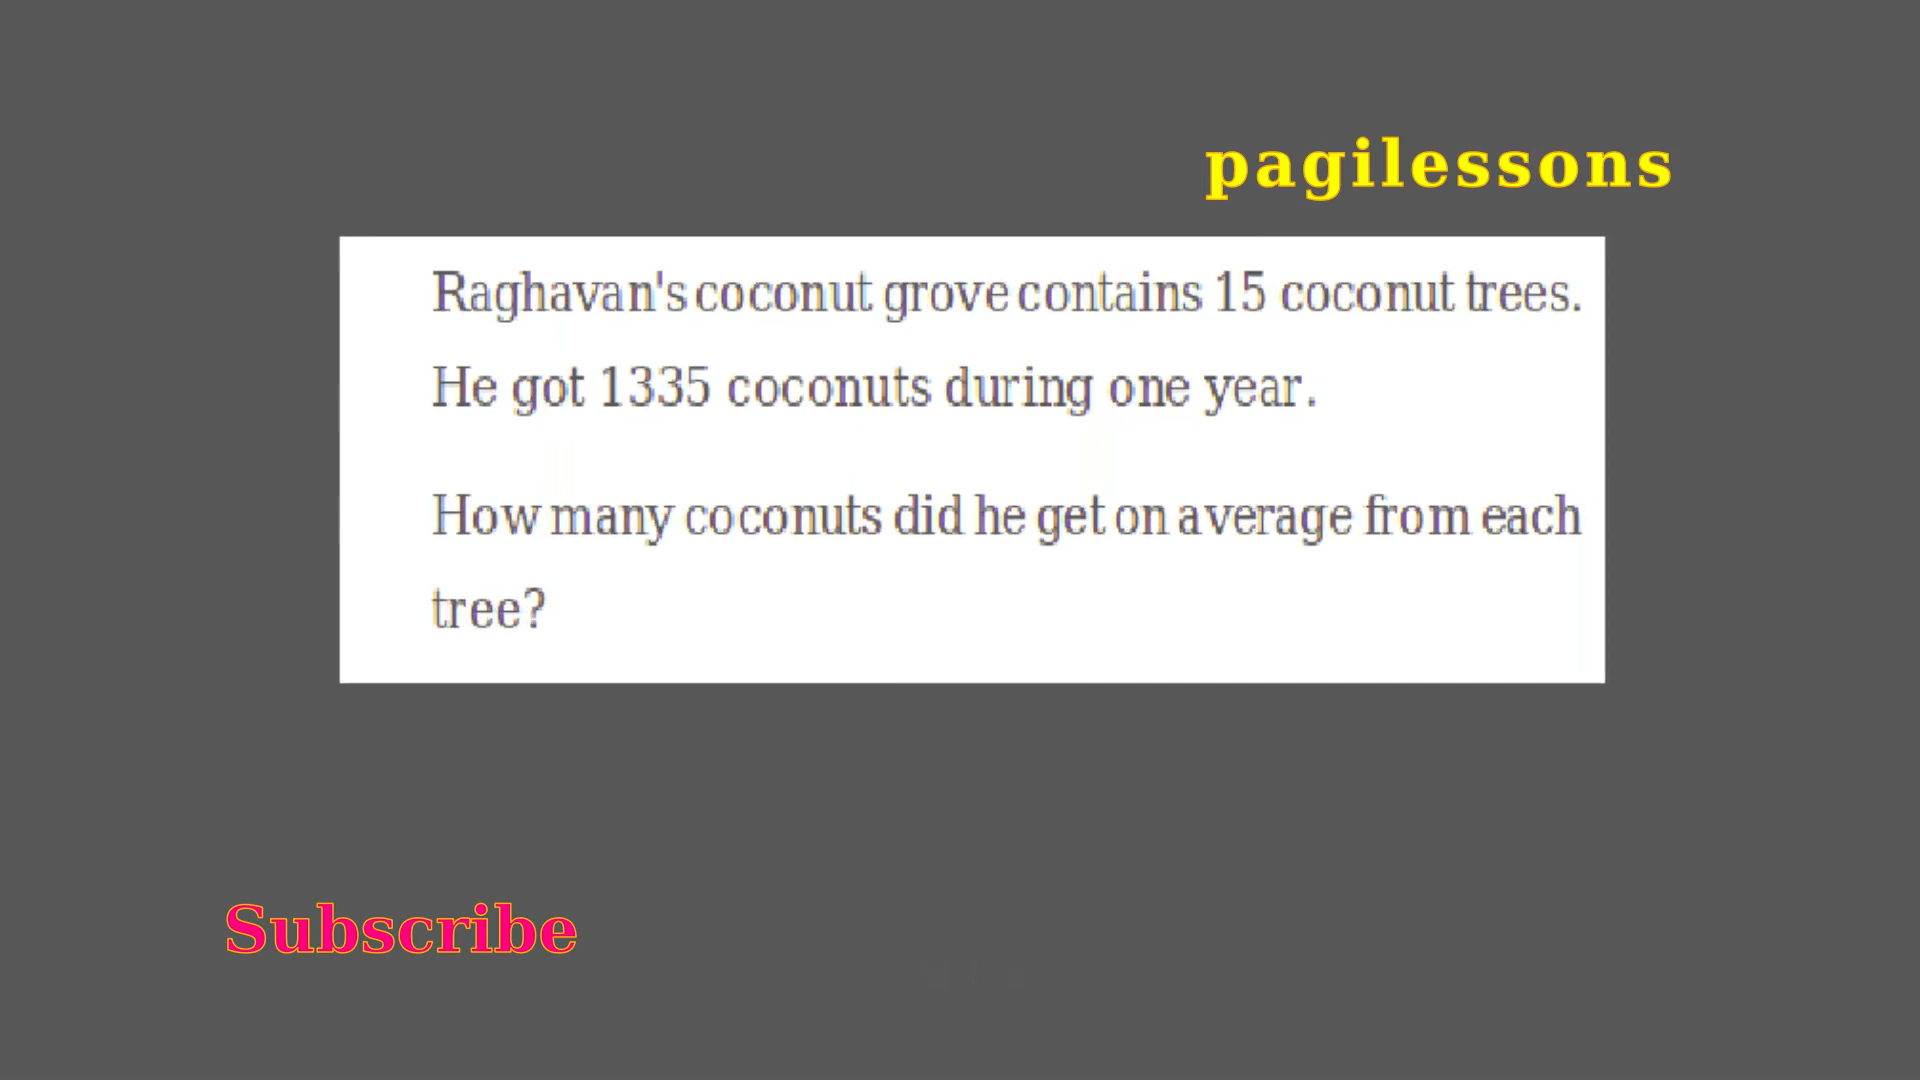 pagilessons
Raghavan's coconut grove contains 15 coconut trees.
He got 1335 coconuts during one year.
How many coconuts did he get on average from each
tree?
Subscribe